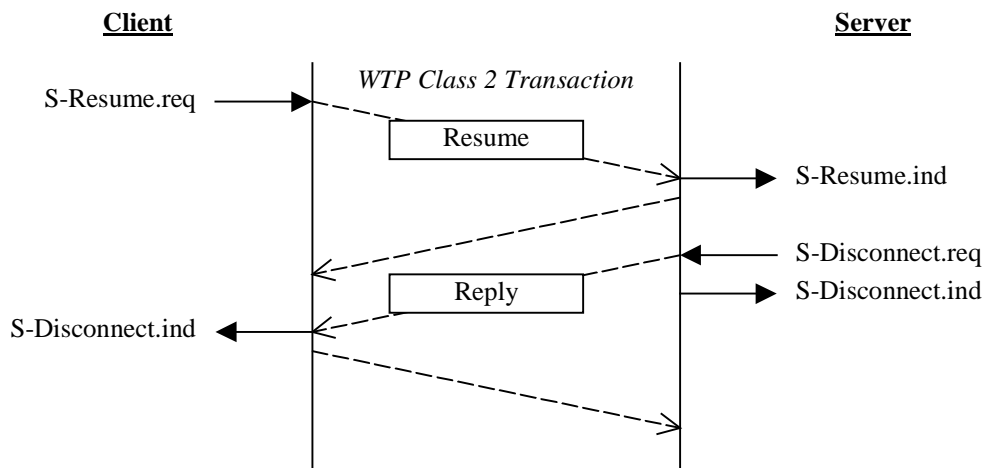 Client
Server
WTP Class 2 Transaction
S-Resume.req
Resume
S-Resume.ind
S-Disconnect.req
Reply
S-Disconnect.ind
S-Disconnect.ind